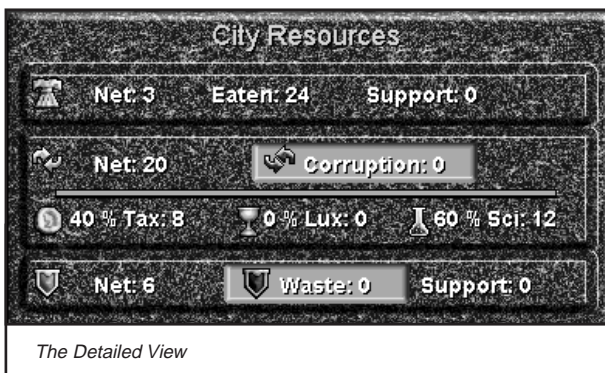 City Resources
Net: 3 Eaten: 24 Support: 0
Net: 20 Corruption: 0
40 % Tax: 8 0 % Lux: 0 60 % Sci: 12
Net: 6 Waste: 0 Support: 0
The Detailed View